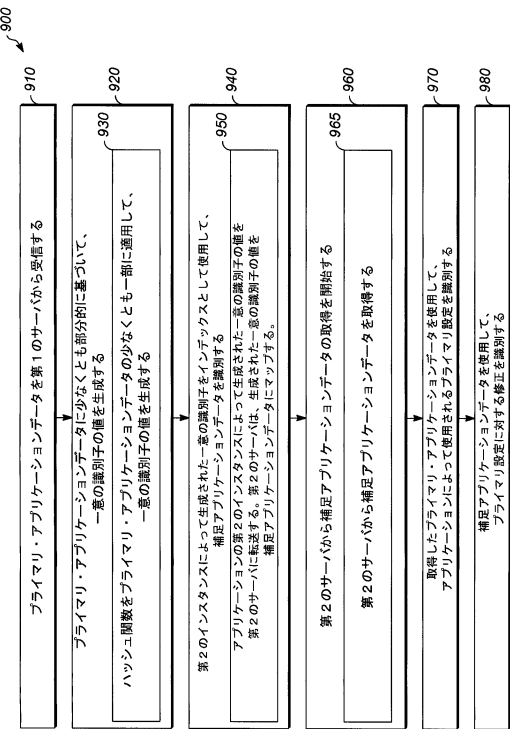 900
910
プライマリ・アプリケーションデータを第１のサーバから受信する
920
プライマリ・アプリケーションデータに少なくとも部分的に基づいて、
一意の識別子の値を生成する
930
ハッシュ関数をプライマリ・アプリケーションデータの少なくとも一部に適用して、
一意の識別子の値を生成する
940
第２のインスタンスによって生成された一意の識別子をインデックスとして使用して、
補足アプリケーションデータを識別する
950
アプリケーションの第２のインスタンスによって生成された一意の識別子の値を
第２のサーバに転送する。第２のサーバは、生成された一意の識別子の値を
補足アプリケーションデータにマップする。
960
第２のサーバから補足アプリケーションデータの取得を開始する
965
第２のサーバから補足アプリケーションデータを取得する
970
取得したプライマリ・アプリケーションデータを使用して、
アプリケーションによって使用されるプライマリ設定を識別する
980
補足アプリケーションデータを使用して、
プライマリ設定に対する修正を識別する